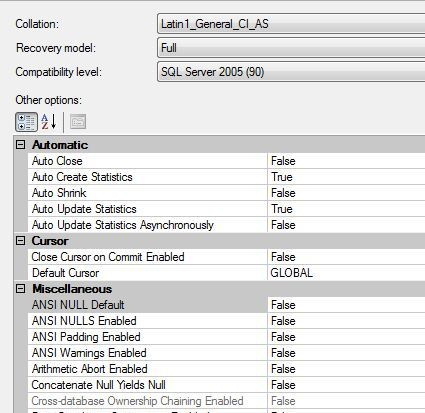 Collation: Latin1_General_CI_AS
Recovery model: Full
Compatibility level: SQL Server 2005 (90)
Other options:
Automatic
Auto Close False
Auto Create Statistics True
Auto Shrink False
Auto Update Statistics True
Auto Update Statistics Asynchronously False
Cursor
Close Cursor on Commit Enabled False
Default Cursor GLOBAL
Miscellaneous
ANSI NULL Default False
ANSI NULLS Enabled False
ANSI Padding Enabled False
ANSI Warnings Enabled False
Arithmetic Abort Enabled False
Concatenate Null Yields Null False
Cross-database Ownership Chaining Enabled False